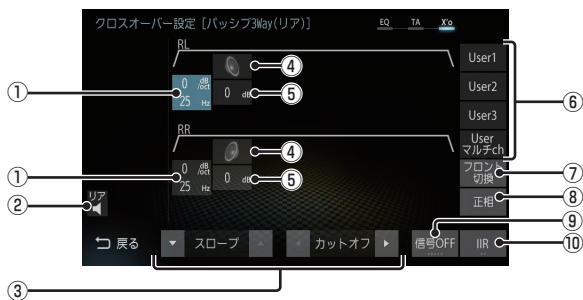 クロスオーバー設定 [パッシブ3Way(リア)]
EQ TA X'o
RL
0 dB/oct
25 Hz
0 dB
RR
0 dB/oct
25 Hz
0 dB
User1
User2
User3
User
マルチch
フロント
切換
正相
リア
戻る
スロープ
カットオフ
信号OFF
IIR
①
④
⑤
①
④
⑤
②
③
⑥
⑦
⑧
⑨
⑩